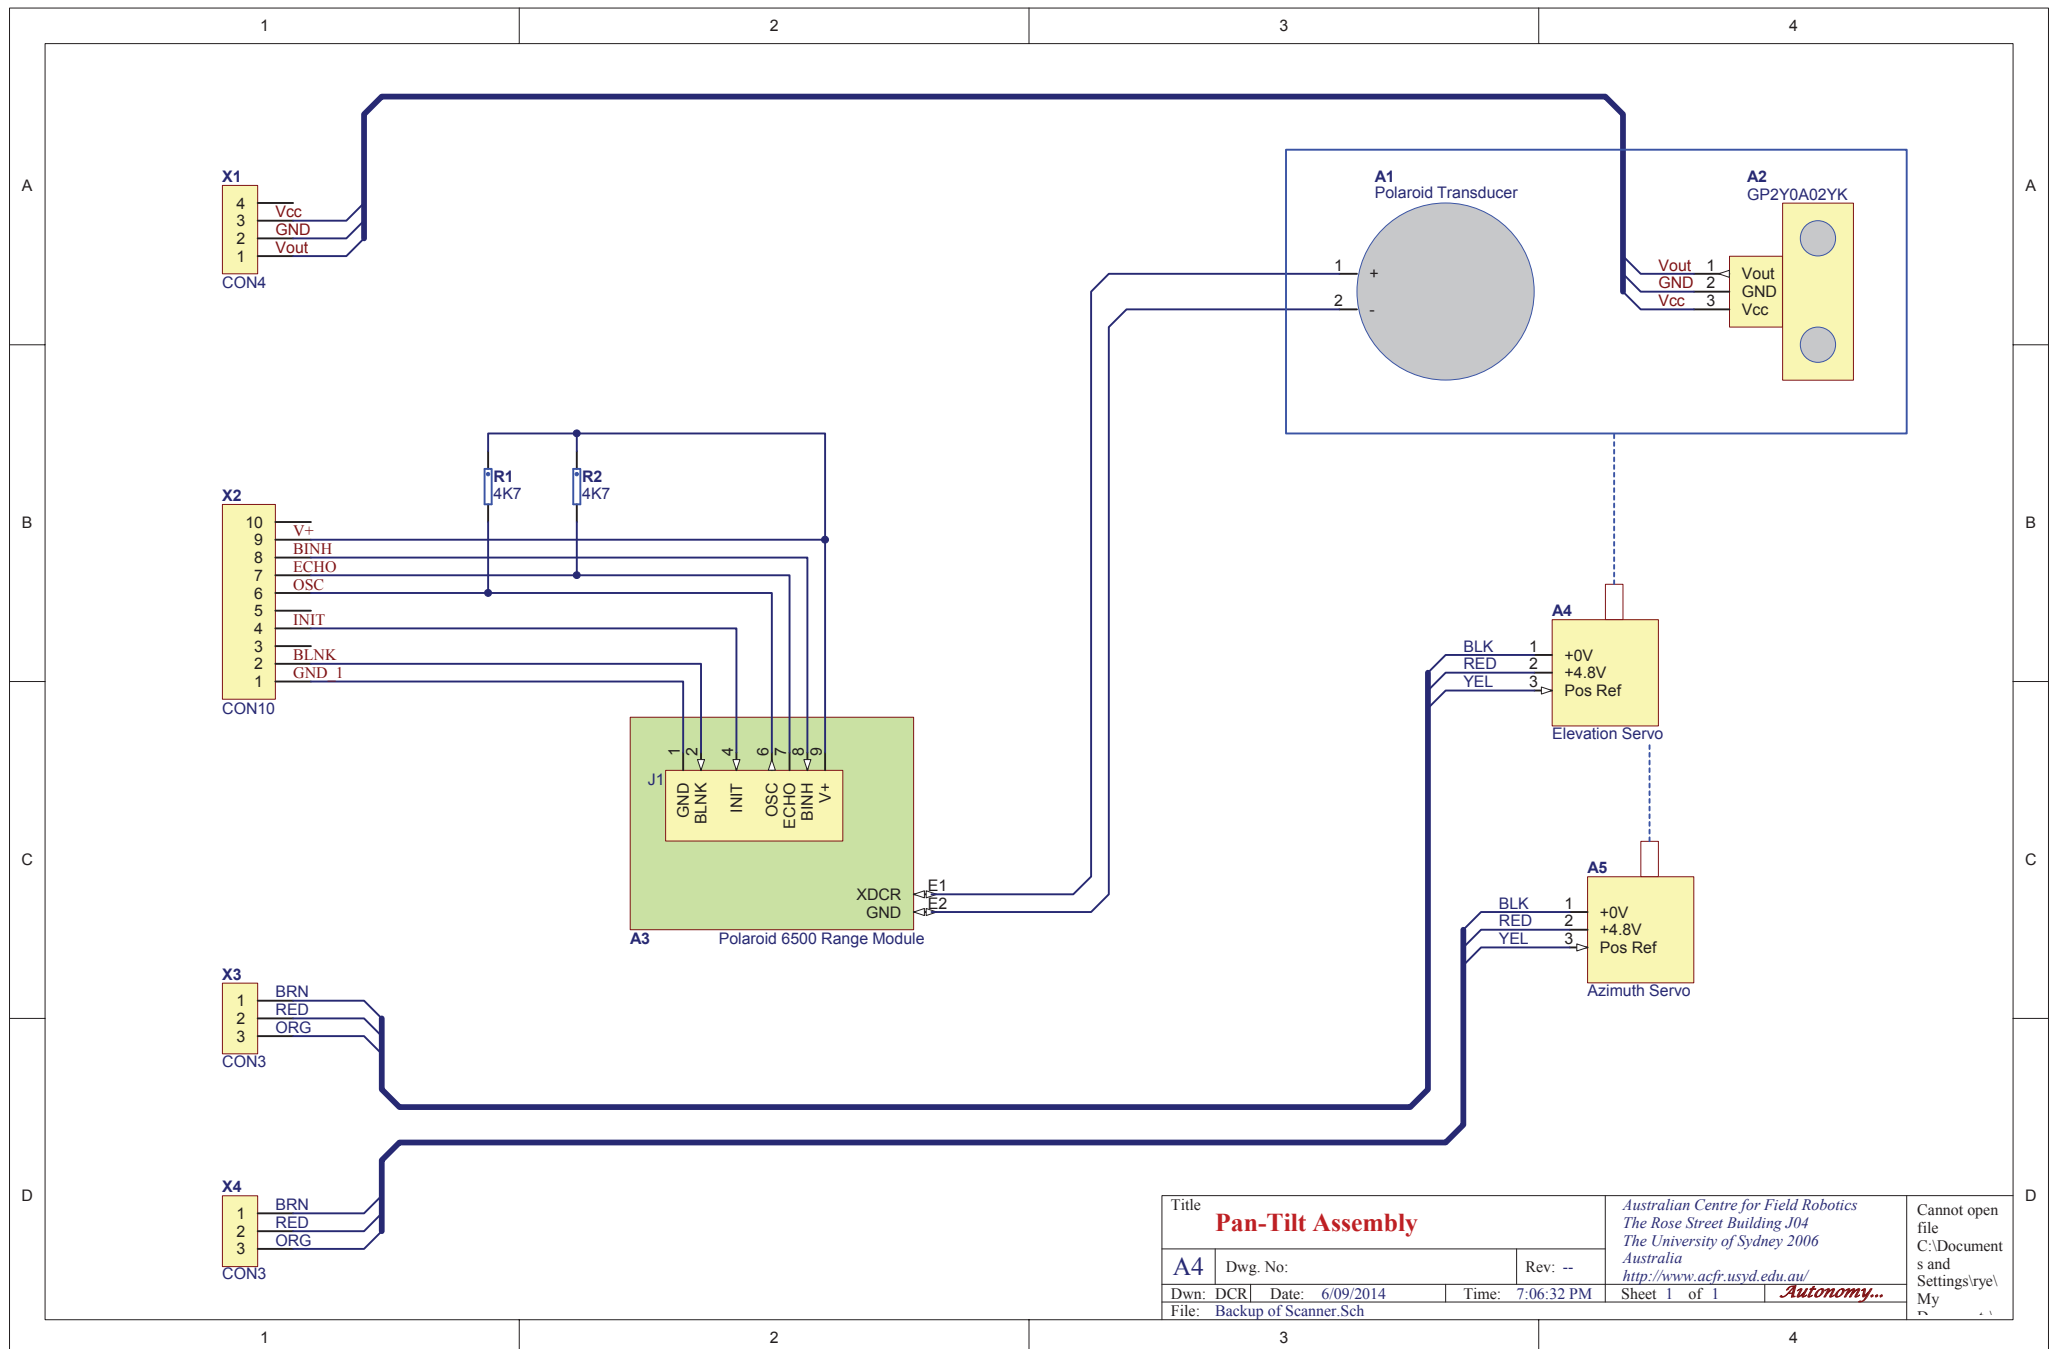 1 2 3 4
A A
B B
C C
D D
1 2 3 4
X1
4
3 Vcc
2 GND
1 Vout
CON4
A1
Polaroid Transducer
1 +
2 -
A2
GP2Y0A02YK
Vout 1 Vout
GND 2 GND
Vcc 3 Vcc
R1
4K7
R2
4K7
X2
10
9 V+
8 BINH
7 ECHO
6 OSC
5
4 INIT
3
2 BLNK
1 GND_1
CON10
1 2 4 6 7 8 9
J1
GND BLNK INIT OSC ECHO BINH V+
XDCR E1
GND E2
A3 Polaroid 6500 Range Module
A4
BLK 1 +0V
RED 2 +4.8V
YEL 3 Pos Ref
Elevation Servo
A5
BLK 1 +0V
RED 2 +4.8V
YEL 3 Pos Ref
Azimuth Servo
X3
1 BRN
2 RED
3 ORG
CON3
X4
1 BRN
2 RED
3 ORG
CON3
Title
Pan-Tilt Assembly
A4 Dwg. No: Rev: --
Dwn: DCR Date: 6/09/2014 Time: 7:06:32 PM
File: Backup of Scanner.Sch
Australian Centre for Field Robotics
The Rose Street Building J04
The University of Sydney 2006
Australia
http://www.acfr.usyd.edu.au/
Sheet 1 of 1 Autonomy...
Cannot open
file
C:\Document
s and
Settings\rye\
My